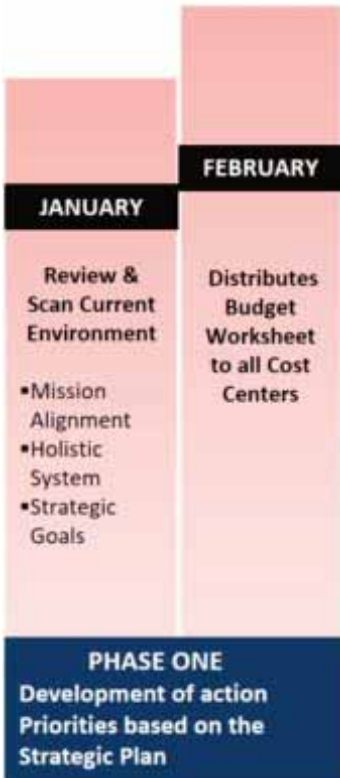 JANUARY
Review &
Scan Current
Environment
▪Mission
Alignment
▪Holistic
System
▪Strategic
Goals
FEBRUARY
Distributes
Budget
Worksheet
to all Cost
Centers
PHASE ONE
Development of action
Priorities based on the
Strategic Plan